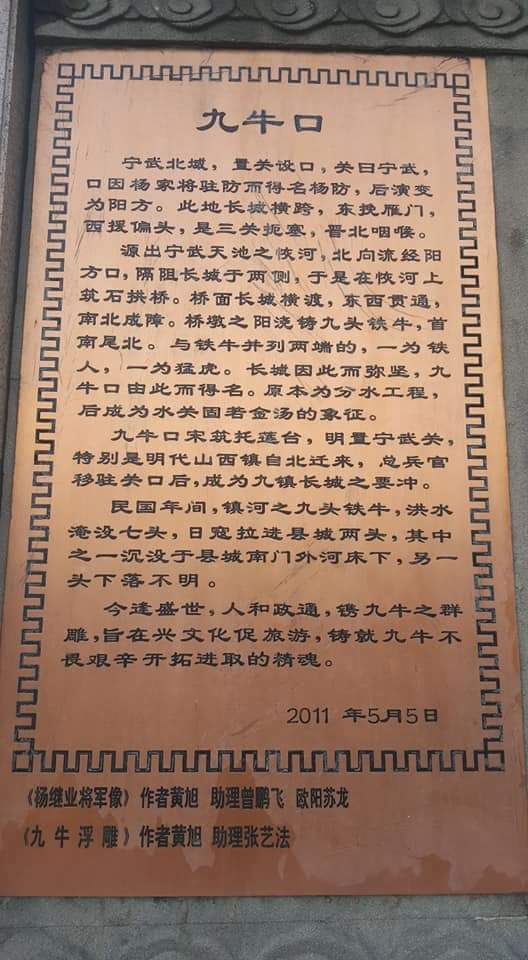 九牛口
宁武北域，置关设口，关曰宁武，
口因杨家将驻防而得名杨防，后演变
为阳方。此地长城横跨，东挽雁门，
西援偏头，是三关扼塞，晋北咽喉。
源出宁武天池之恢河，北向流经阳
方口，隔阻长城于两侧，于是在恢河上
筑石拱桥。桥面长城横渡，东西贯通，
南北成障。桥墩之阳浇铸九头铁牛，首
南尾北。与铁牛并列两端的，一为铁
人，一为猛虎。长城因此而弥坚，九
牛口由此而得名。原本为分水工程，
后成为水关固若金汤的象征。
九牛口宋筑托莲台，明置宁武关，
特别是明代山西镇自北迁来，总兵官
移驻关口后，成为九镇长城之要冲。
民国年间，镇河之九头铁牛，洪水
淹没七头，日寇拉进县城两头，其中
之一沉没于县城南门外河床下，另一
头下落不明。
今逢盛世，人和政通，镌九牛之群
雕，旨在兴文化促旅游，铸就九牛不
畏艰辛开拓进取的精魂。
2011 年5月5日
《杨继业将军像》作者黄旭 助理曾鹏飞 欧阳苏龙
《九牛浮雕》作者黄旭 助理张艺法